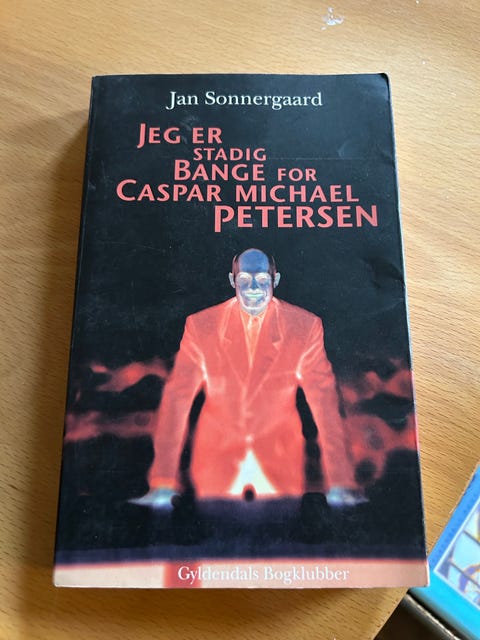 Jan Sonnergaard
JEG ER
STADIG
BANGE FOR
CASPAR MICHAEL
PETERSEN
Gyldendals Bogklubber